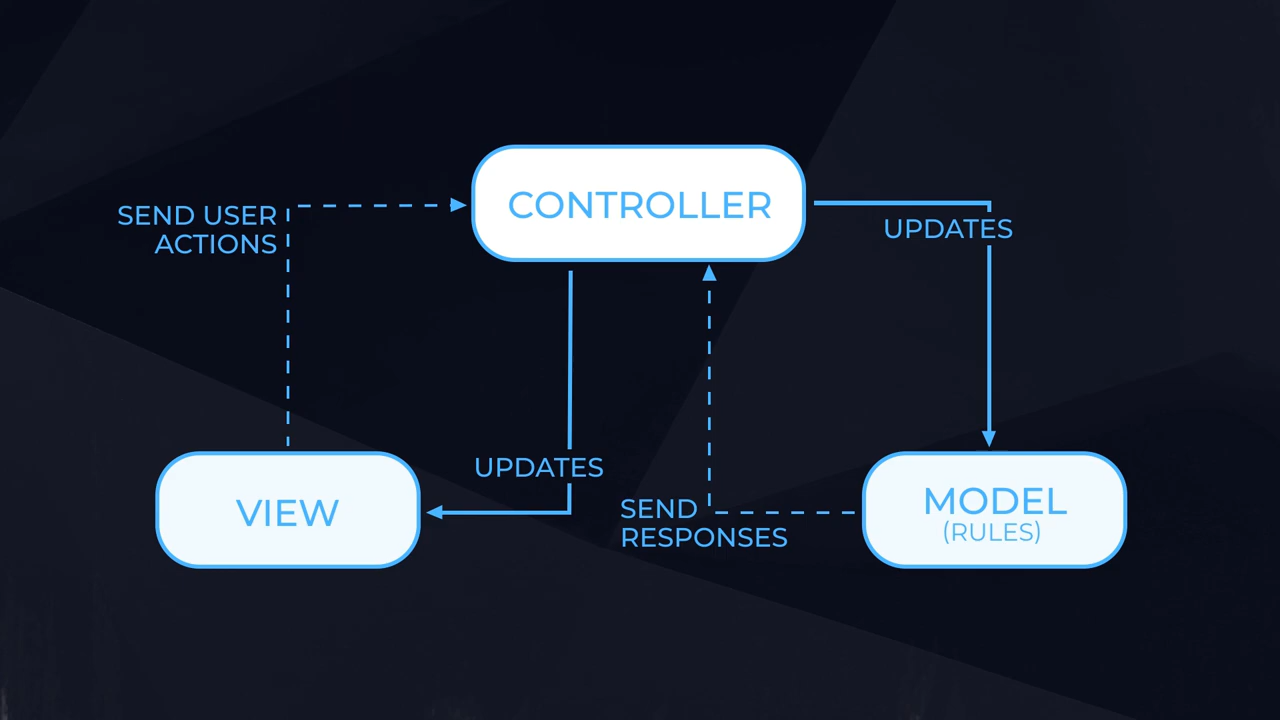 CONTROLLER
SEND USER
ACTIONS
UPDATES
UPDATES
VIEW
SEND
RESPONSES
MODEL
(RULES)